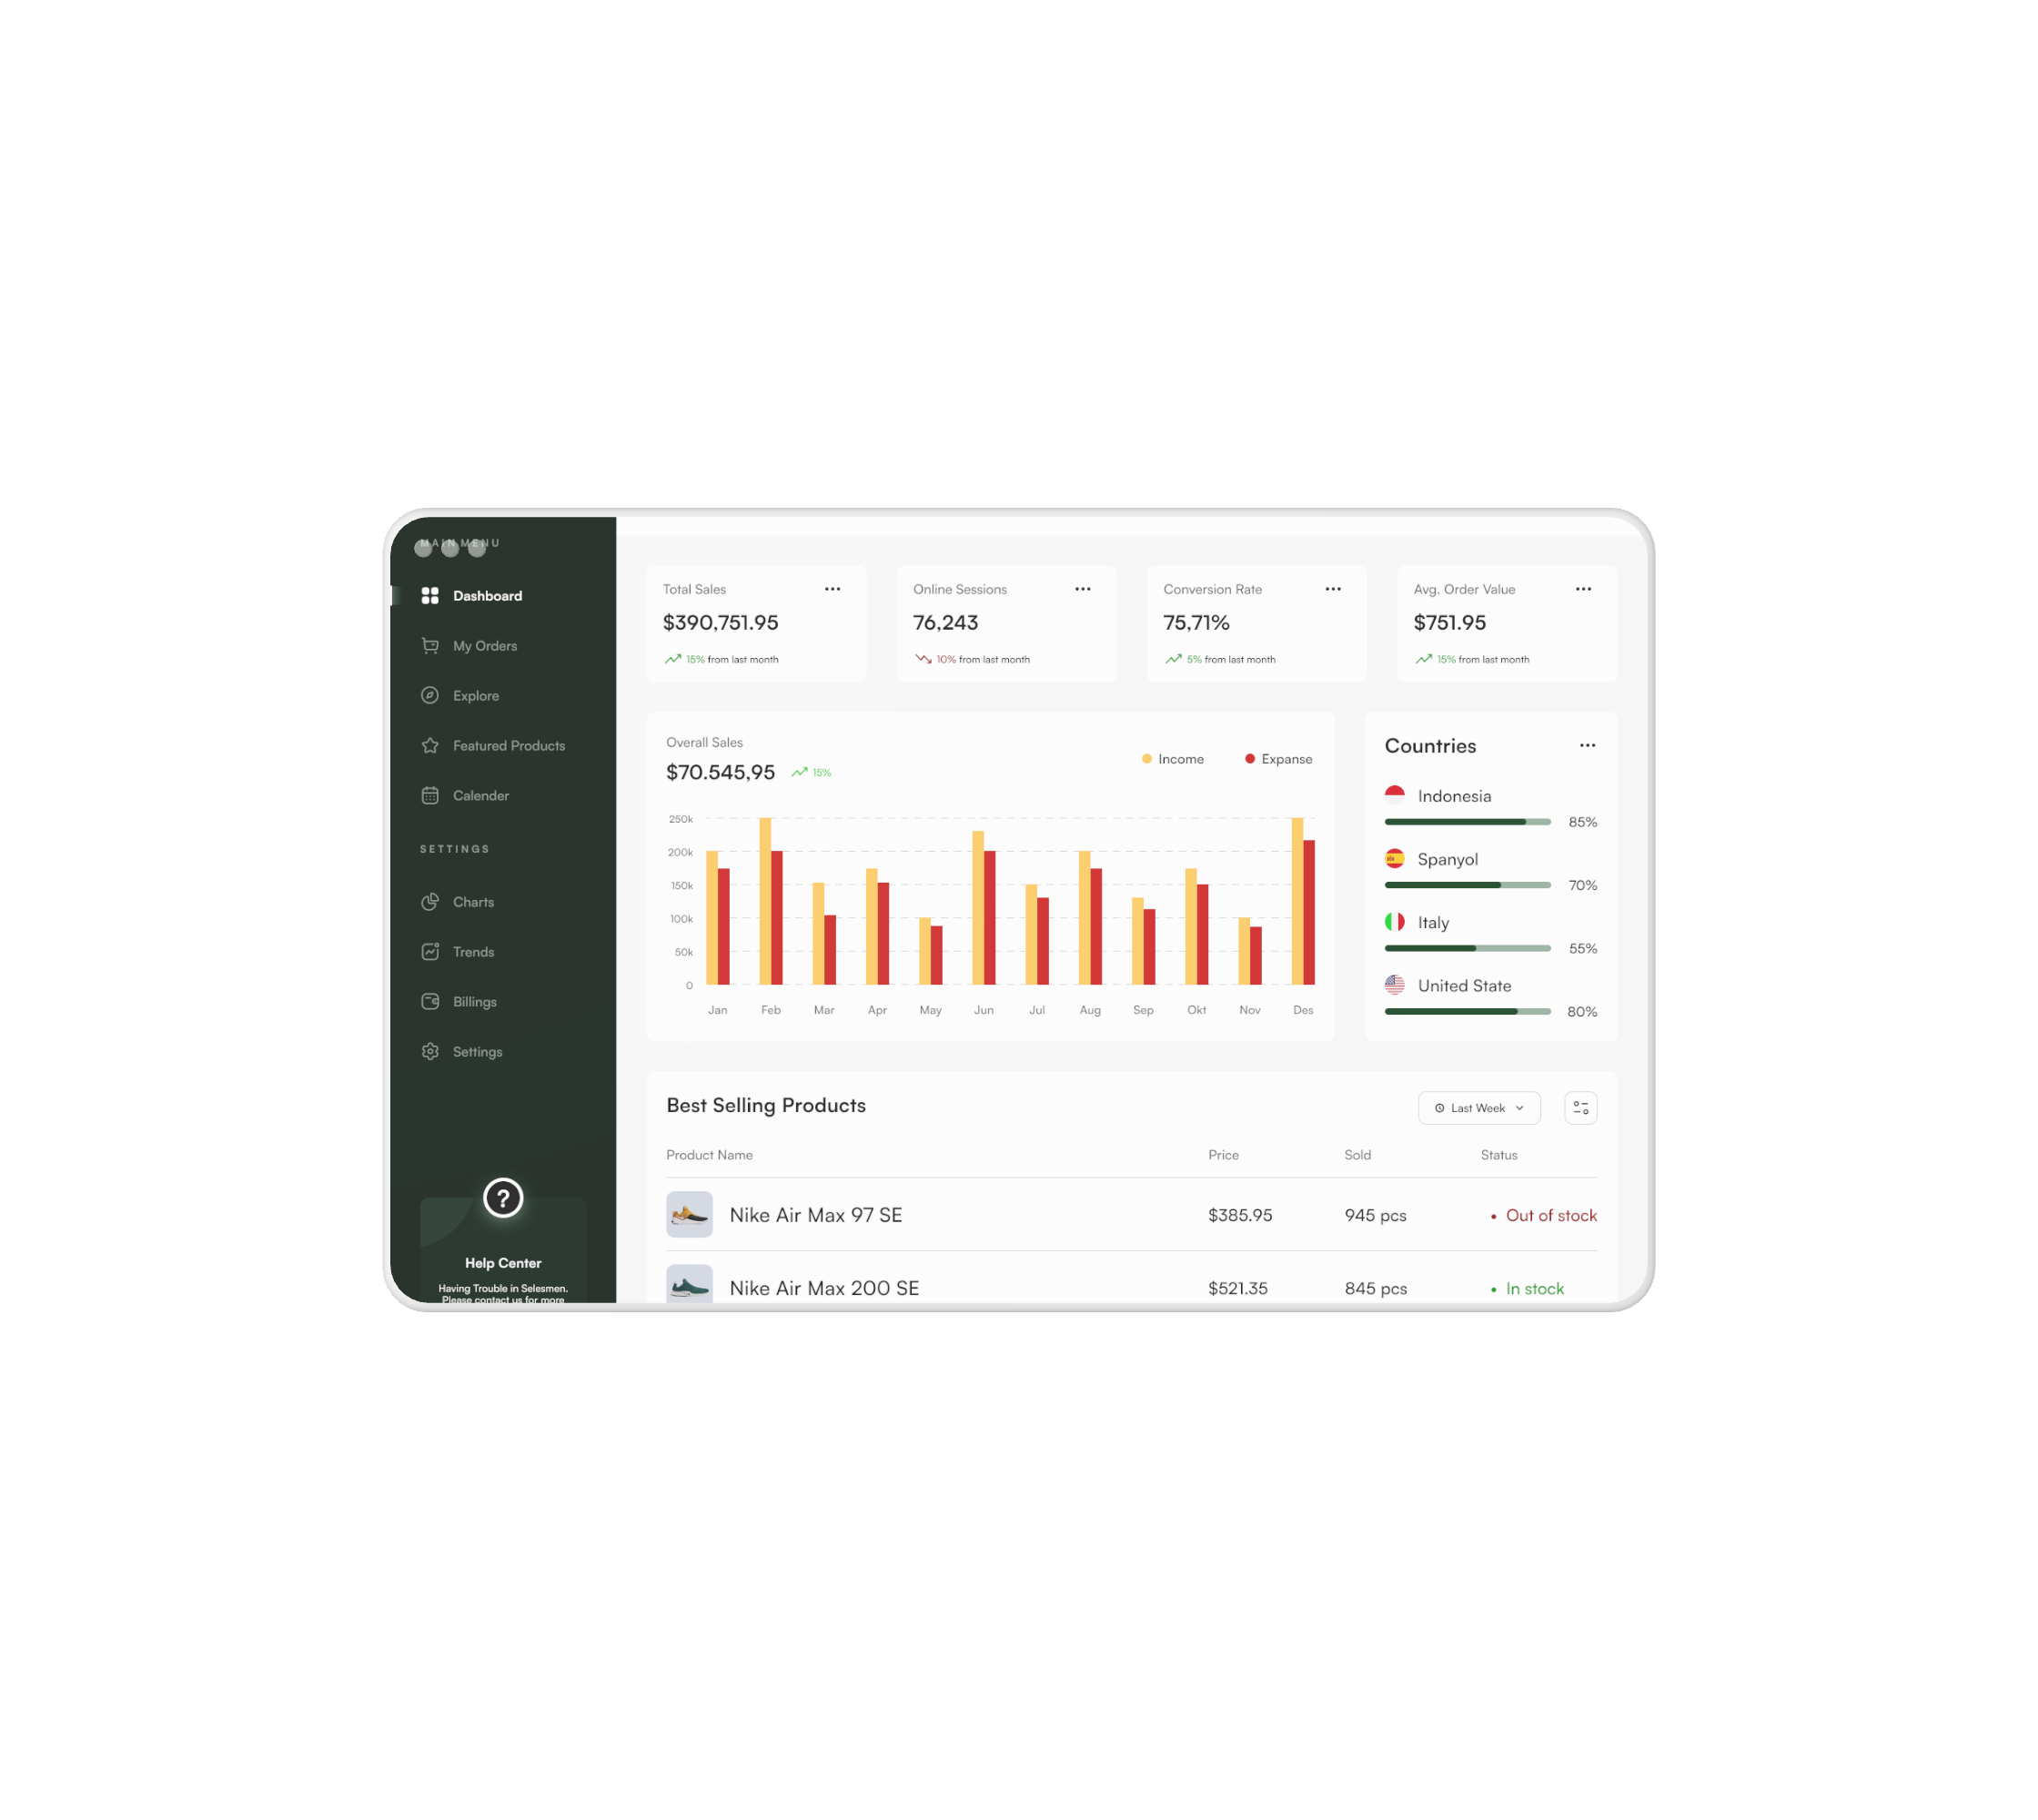 MAIN MENU
Dashboard
My Orders
Explore
Featured Products
Calender
SETTINGS
Charts
Trends
Billings
Settings
?
Help Center
Having Trouble in Selesmen.
Please contact us for more
Total Sales
$390,751.95
15% from last month
Online Sessions
76,243
10% from last month
Conversion Rate
75,71%
5% from last month
Avg. Order Value
$751.95
15% from last month
Overall Sales
$70.545,95 15%
Income Expanse
250k
200k
150k
100k
50k
0
Jan Feb Mar Apr May Jun Jul Aug Sep Okt Nov Des
Countries
Indonesia
85%
Spanyol
70%
Italy
55%
United State
80%
Best Selling Products
Last Week
Product Name Price Sold Status
Nike Air Max 97 SE $385.95 945 pcs • Out of stock
Nike Air Max 200 SE $521.35 845 pcs • In stock